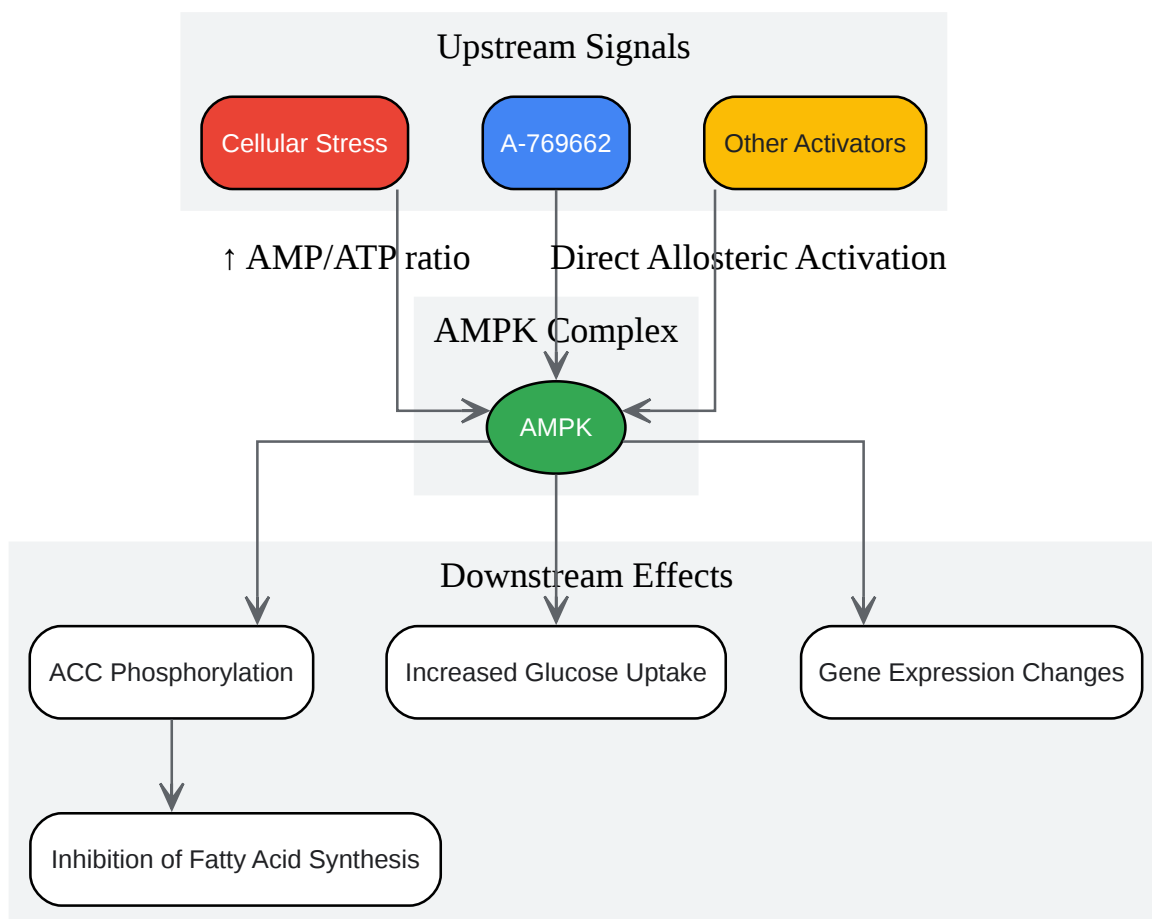 Upstream Signals
Cellular Stress
A-769662
Other Activators
↑ AMP/ATP ratio
Direct Allosteric Activation
AMPK Complex
AMPK
Downstream Effects
ACC Phosphorylation
Increased Glucose Uptake
Gene Expression Changes
Inhibition of Fatty Acid Synthesis